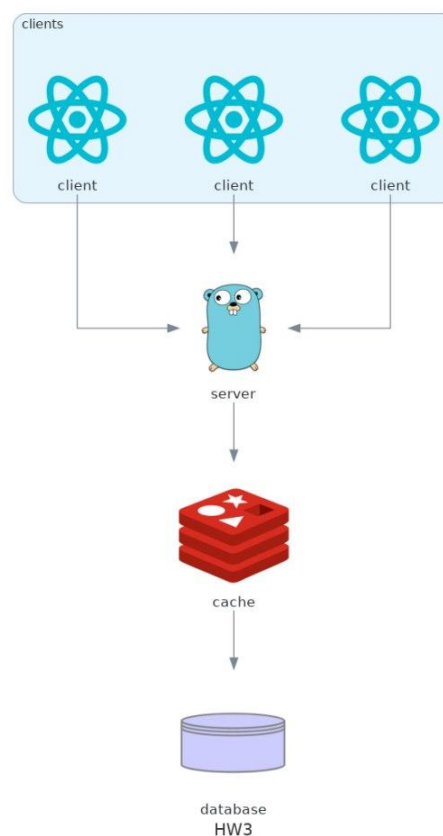 clients
client client client
server
cache
database
HW3